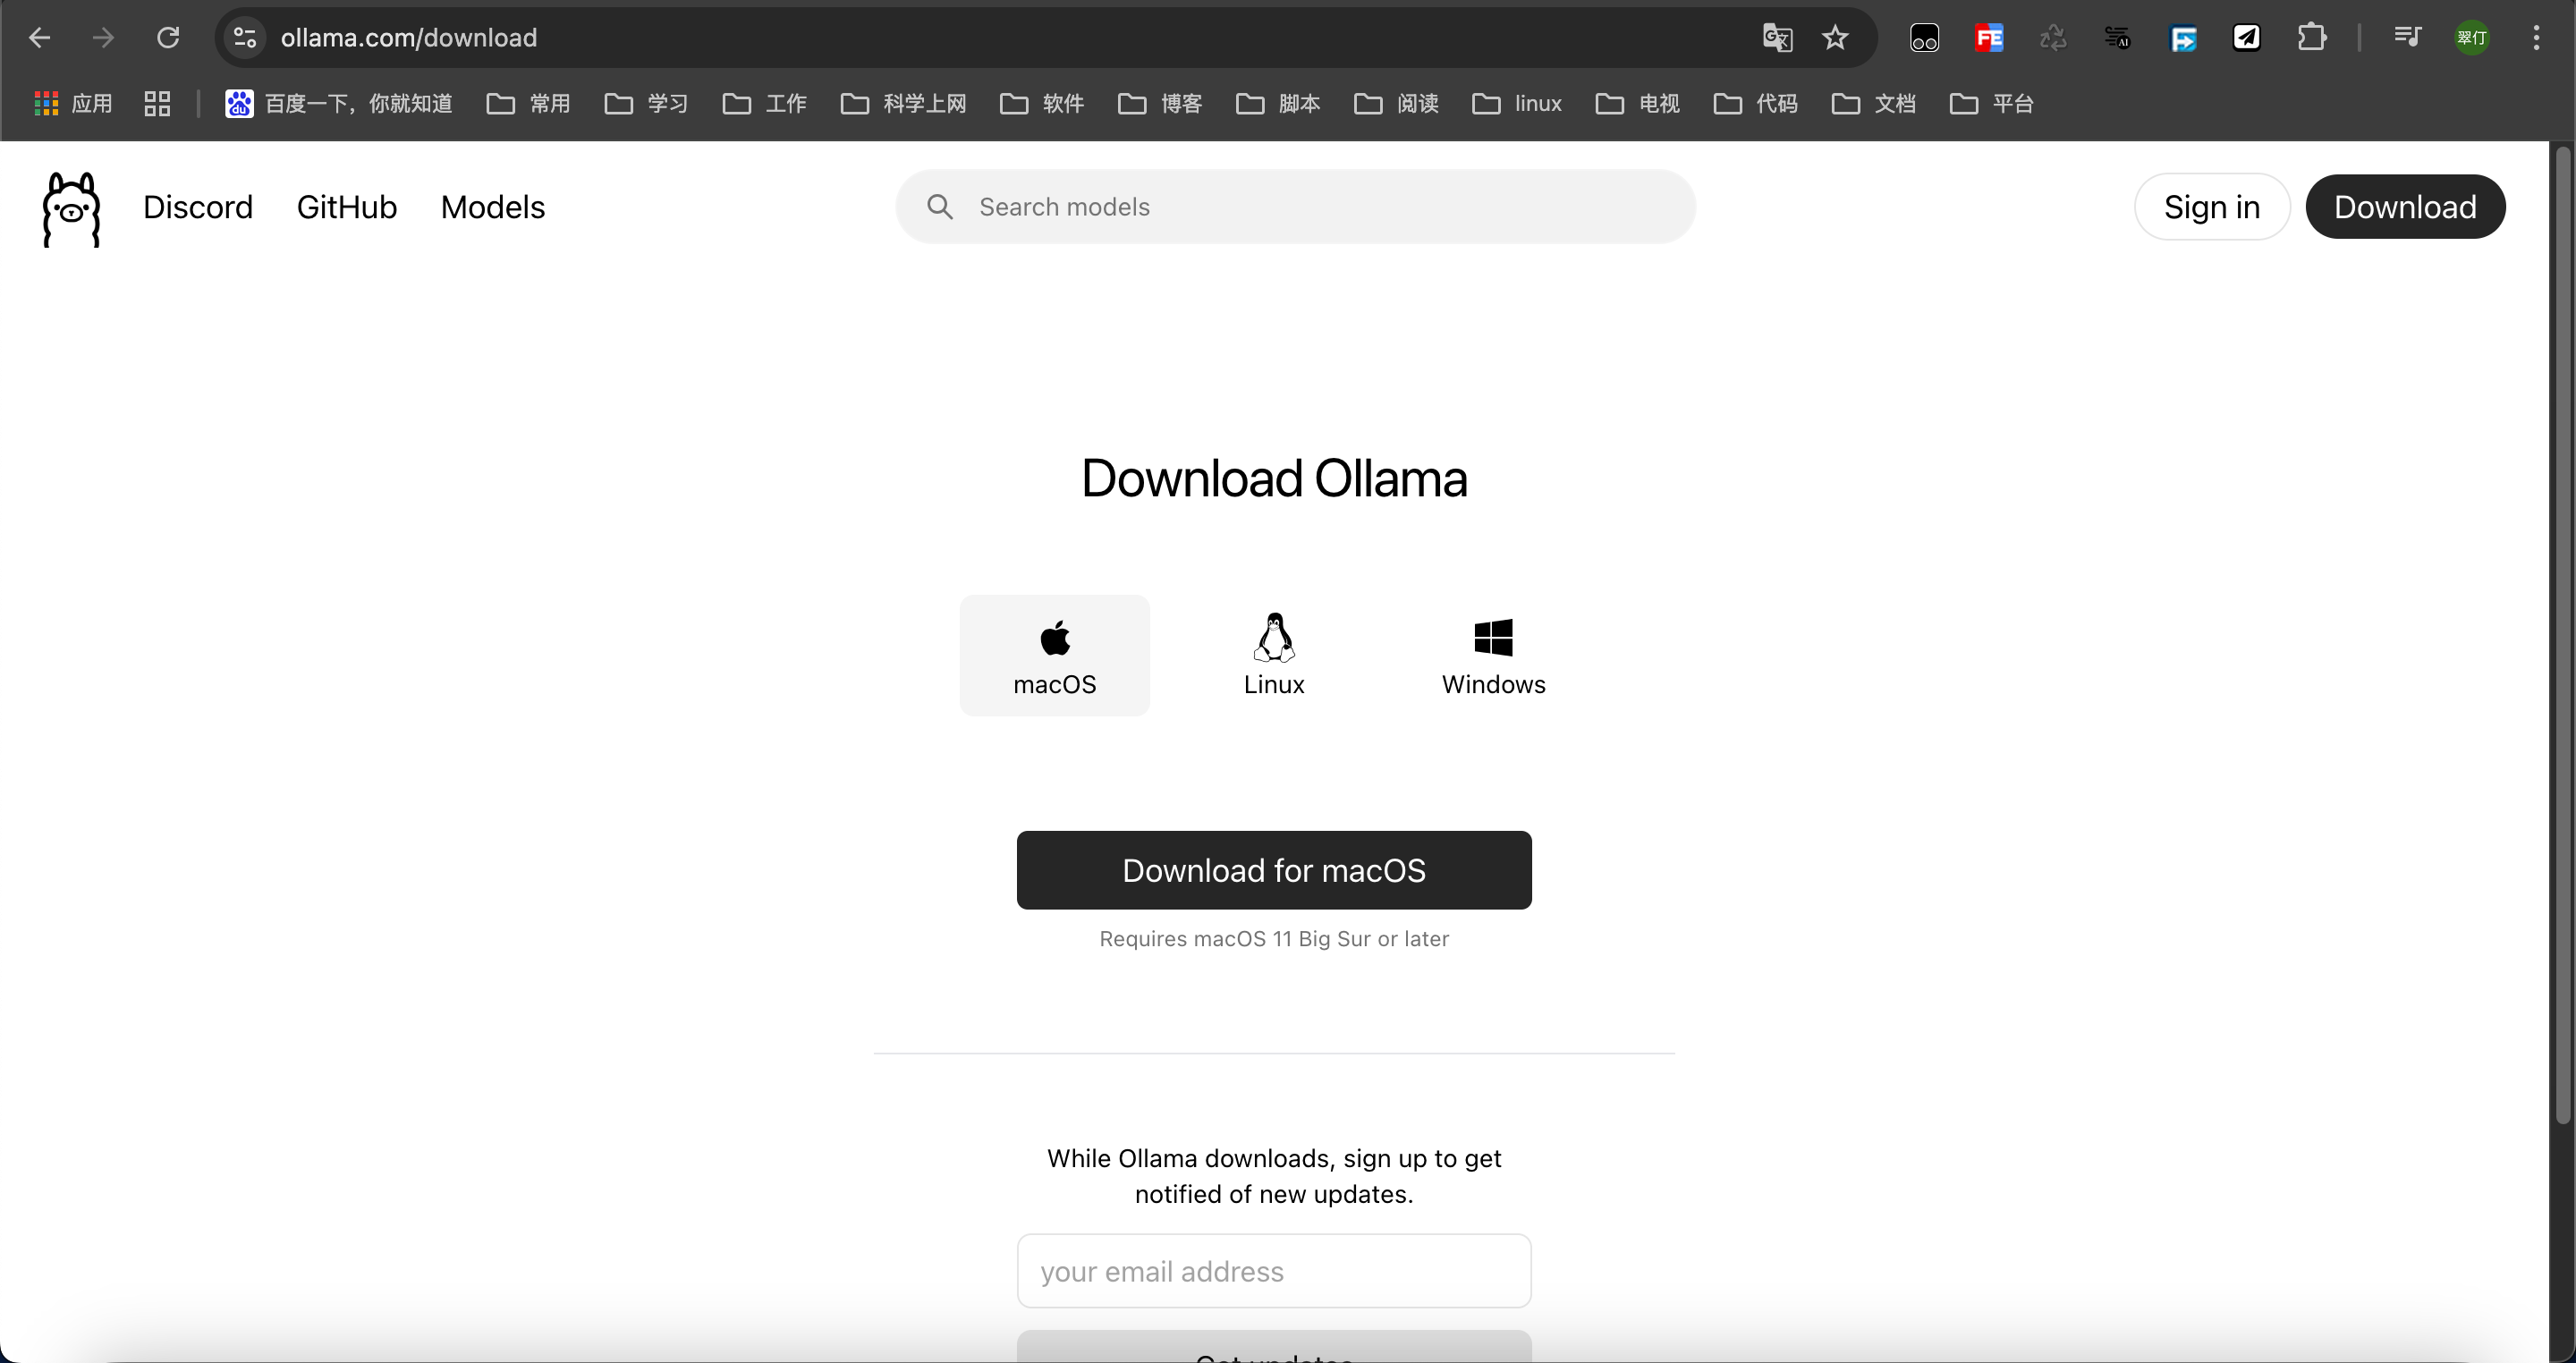 ollama.com/download
翠仃
应用 百度一下，你就知道 常用 学习 工作 科学上网 软件 博客 脚本 阅读 linux 电视 代码 文档 平台
Discord GitHub Models Search models Sign in Download
Download Ollama
macOS Linux Windows
Download for macOS
Requires macOS 11 Big Sur or later
While Ollama downloads, sign up to get
notified of new updates.
your email address
Get updates